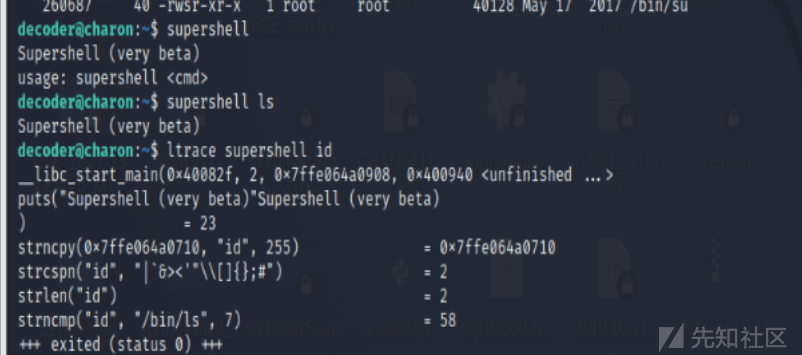 260687     40 -rwsr-xr-x   1 root     root        40128 May 17  2017 /bin/su
decoder@charon:~$ supershell
Supershell (very beta)
usage: supershell <cmd>
decoder@charon:~$ supershell ls
Supershell (very beta)
decoder@charon:~$ ltrace supershell id
__libc_start_main(0×40082f, 2, 0×7ffe064a0908, 0×400940 <unfinished ...>
puts("Supershell (very beta)"Supershell (very beta)
)                      = 23
strncpy(0×7ffe064a0710, "id", 255)                 = 0×7ffe064a0710
strcspn("id", "|`&><'"\\[]{};#")                   = 2
strlen("id")                                       = 2
strncmp("id", "/bin/ls", 7)                        = 58
+++ exited (status 0) +++
先知社区